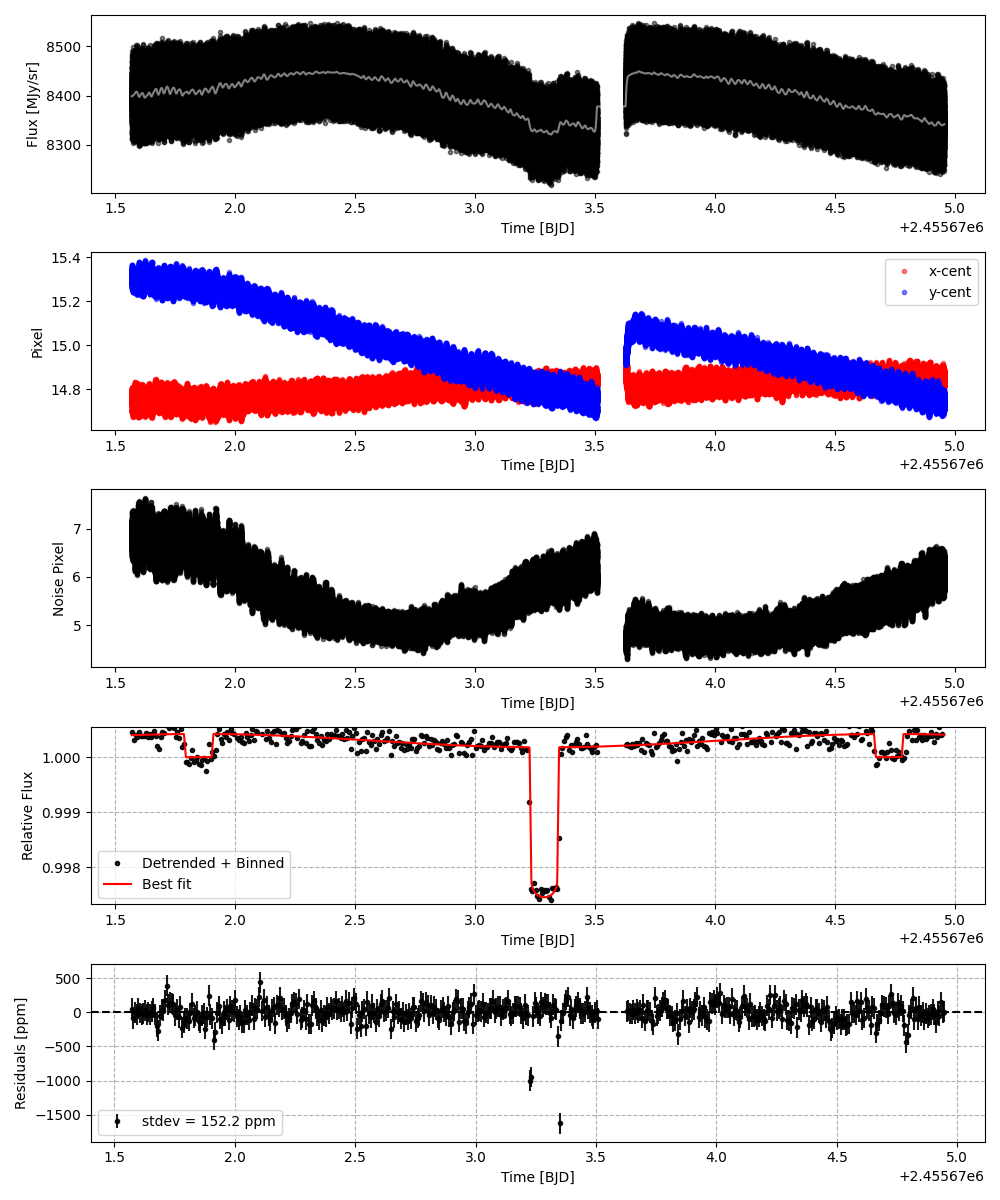 8500
8400
8300
Flux [MJy/sr]
1.5 2.0 2.5 3.0 3.5 4.0 4.5 5.0
Time [BJD]
+2.45567e6
15.4
15.2
15.0
14.8
Pixel
x-cent
y-cent
1.5 2.0 2.5 3.0 3.5 4.0 4.5 5.0
Time [BJD]
+2.45567e6
7
6
5
Noise Pixel
1.5 2.0 2.5 3.0 3.5 4.0 4.5 5.0
Time [BJD]
+2.45567e6
1.000
0.999
0.998
Relative Flux
Detrended + Binned
Best fit
1.5 2.0 2.5 3.0 3.5 4.0 4.5 5.0
Time [BJD]
+2.45567e6
500
0
−500
−1000
−1500
Residuals [ppm]
stdev = 152.2 ppm
1.5 2.0 2.5 3.0 3.5 4.0 4.5 5.0
Time [BJD]
+2.45567e6